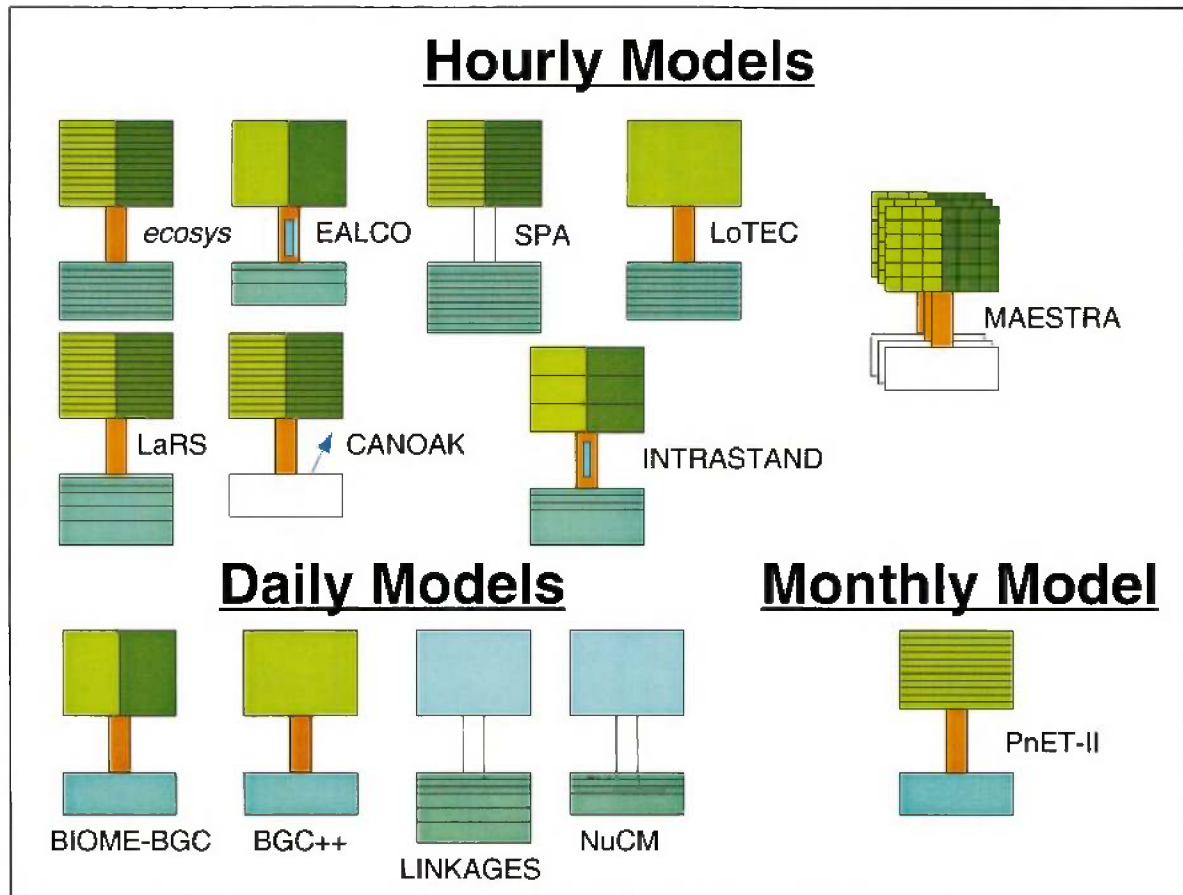 Hourly Models
ecosys
EALCO
SPA
LoTEC
MAESTRA
LaRS
CANOAK
INTRASTAND
Daily Models
Monthly Model
BIOME-BGC
BGC++
LINKAGES
NuCM
PnET-II